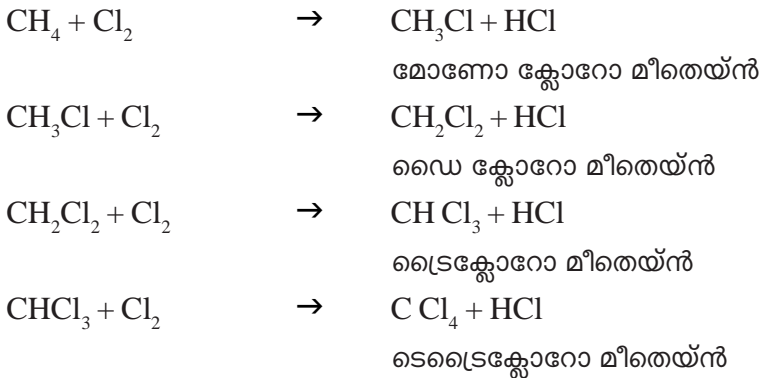 CH₄ + Cl₂ → CH₃Cl + HCl
മോണോ ക്ലോറോ മീതെയ്ൻ
CH₃Cl + Cl₂ → CH₂Cl₂ + HCl
ഡൈ ക്ലോറോ മീതെയ്ൻ
CH₂Cl₂ + Cl₂ → CH Cl₃ + HCl
ട്രൈക്ലോറോ മീതെയ്ൻ
CHCl₃ + Cl₂ → C Cl₄ + HCl
ടെട്രൈക്ലോറോ മീതെയ്ൻ